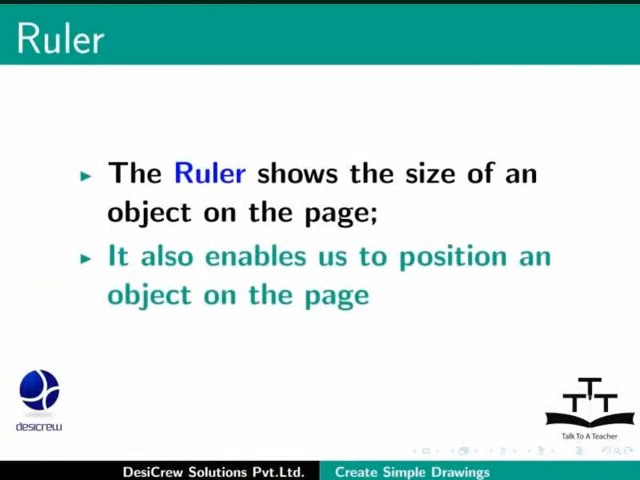 Ruler
The Ruler shows the size of an
object on the page;
It also enables us to position an
object on the page
desicrew
TTT
Talk To A Teacher
DesiCrew Solutions Pvt.Ltd.
Create Simple Drawings